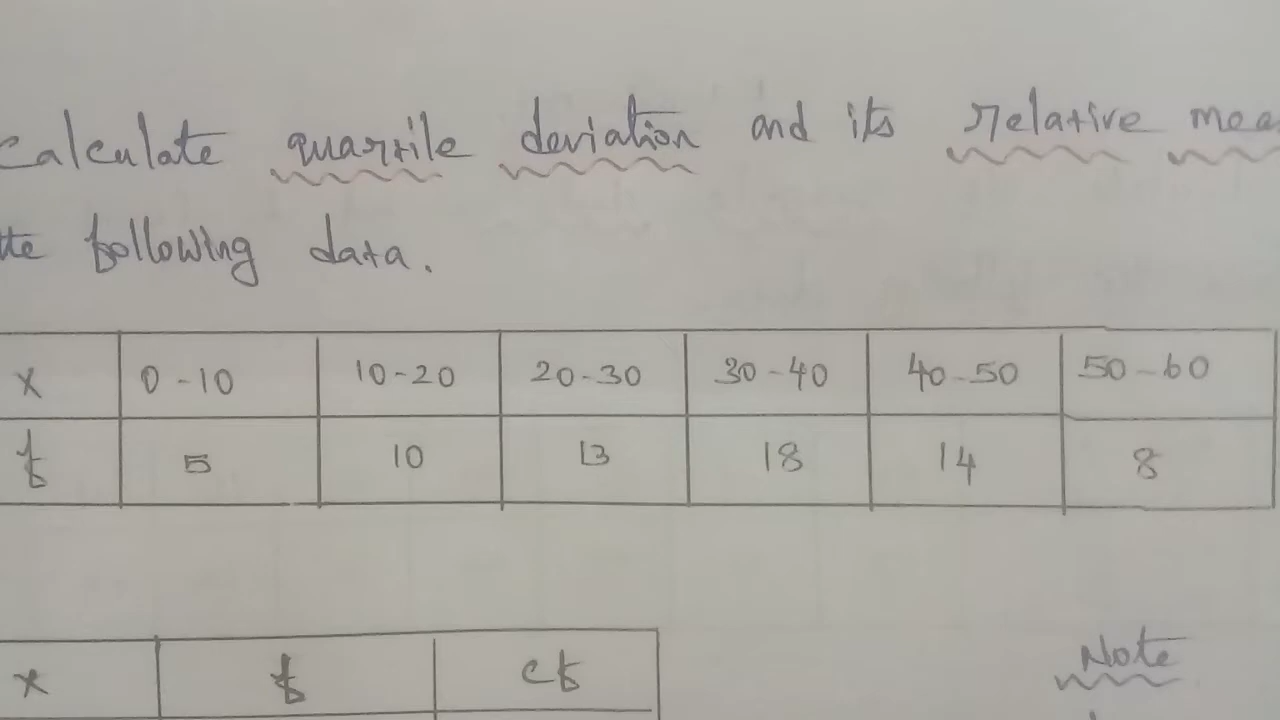 Calculate quartile deviation and its relative mea
the following data.
x 0-10 10-20 20-30 30-40 40-50 50-60
f 5 10 13 18 14 8
x f cf
Note